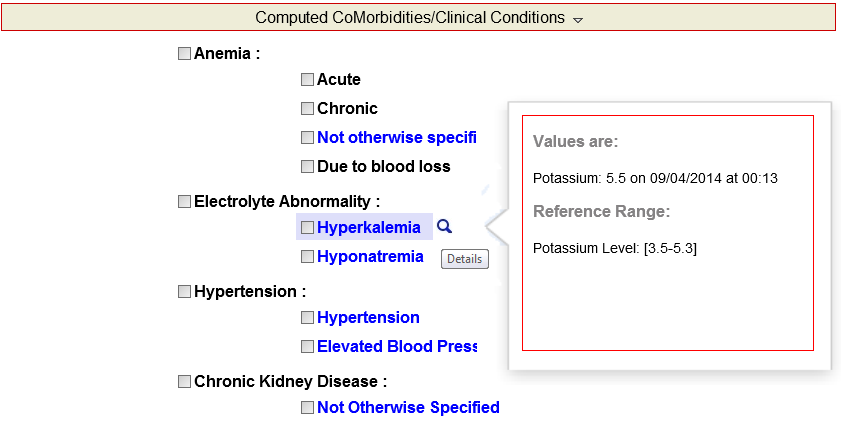 Computed CoMorbidities/Clinical Conditions
Anemia :
Acute
Chronic
Not otherwise specifi
Due to blood loss
Electrolyte Abnormality :
Hyperkalemia
Hyponatremia
Details
Hypertension :
Hypertension
Elevated Blood Press
Chronic Kidney Disease :
Not Otherwise Specified
Values are:
Potassium: 5.5 on 09/04/2014 at 00:13
Reference Range:
Potassium Level: [3.5-5.3]